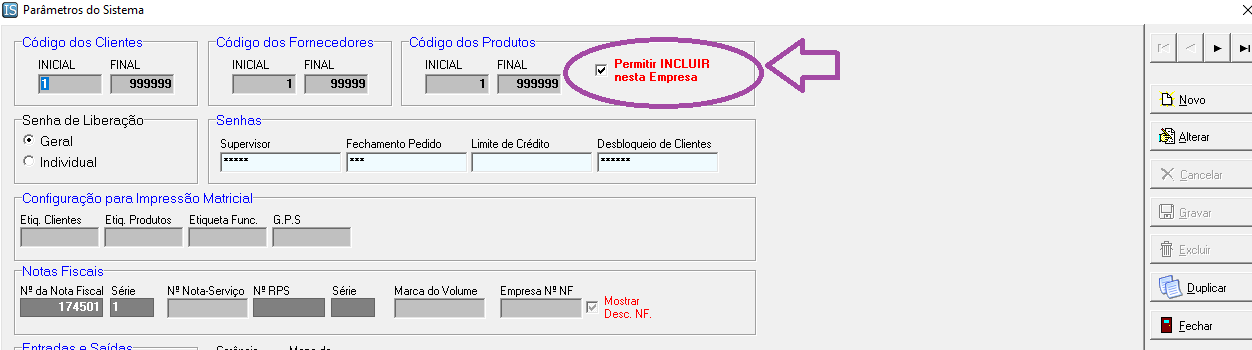 IS Parâmetros do Sistema
Código dos Clientes
INICIAL FINAL
1 999999
Código dos Fornecedores
INICIAL FINAL
1 99999
Código dos Produtos
INICIAL FINAL
1 999999
Permitir INCLUIR
nesta Empresa
Senha de Liberação
Geral
Individual
Senhas
Supervisor Fechamento Pedido Limite de Crédito Desbloqueio de Clientes
***** *** ******
Configuração para Impressão Matricial
Etiq. Clientes Etiq. Produtos Etiqueta Func. G.P.S
Notas Fiscais
Nº da Nota Fiscal Série Nº Nota-Serviço Nº RPS Série Marca do Volume Empresa Nº NF
174501 1
Mostrar
Desc. NF.
Entradas e Saídas
Novo
Alterar
Cancelar
Gravar
Excluir
Duplicar
Fechar